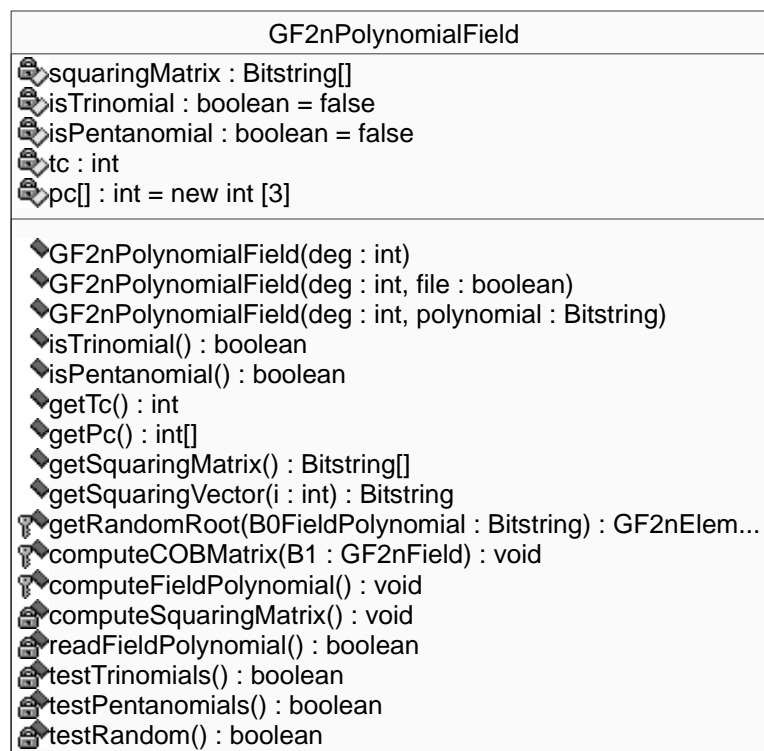 GF2nPolynomialField
squaringMatrix : Bitstring[]
isTrinomial : boolean = false
isPentanomial : boolean = false
tc : int
pc[] : int = new int [3]
GF2nPolynomialField(deg : int)
GF2nPolynomialField(deg : int, file : boolean)
GF2nPolynomialField(deg : int, polynomial : Bitstring)
isTrinomial() : boolean
isPentanomial() : boolean
getTc() : int
getPc() : int[]
getSquaringMatrix() : Bitstring[]
getSquaringVector(i : int) : Bitstring
getRandomRoot(B0FieldPolynomial : Bitstring) : GF2nElem...
computeCOBMatrix(B1 : GF2nField) : void
computeFieldPolynomial() : void
computeSquaringMatrix() : void
readFieldPolynomial() : boolean
testTrinomials() : boolean
testPentanomials() : boolean
testRandom() : boolean